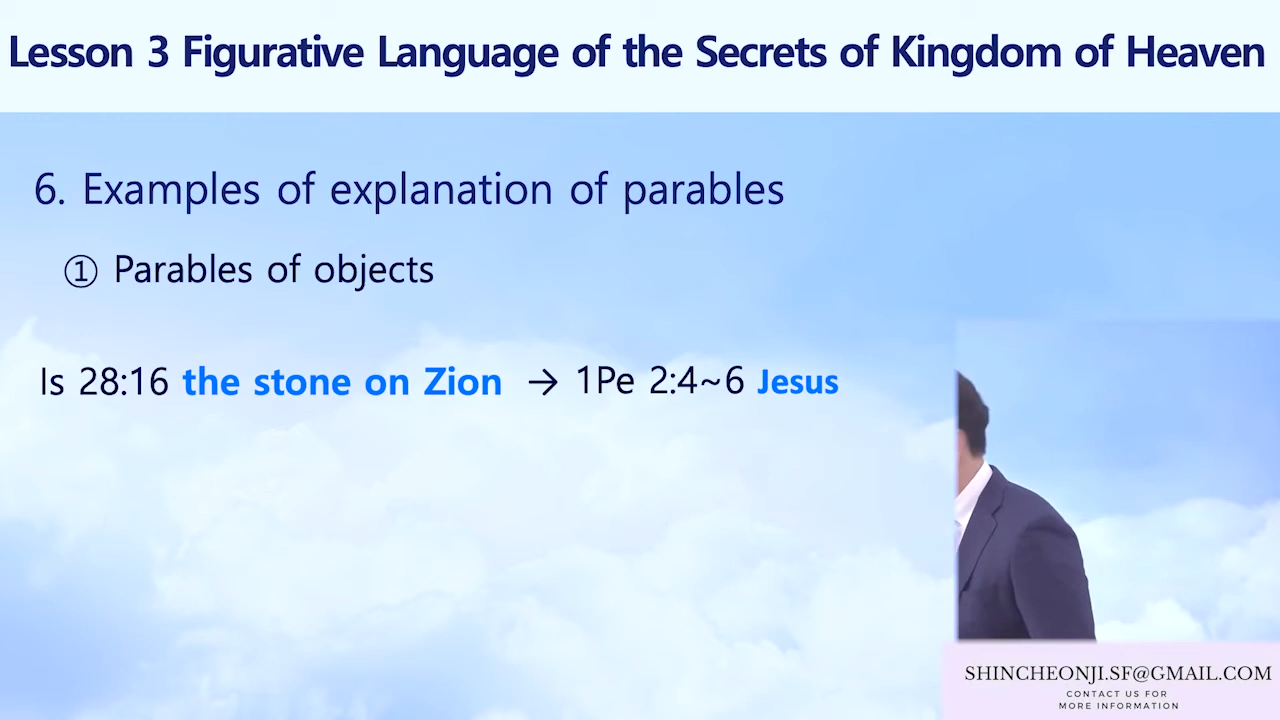 Lesson 3 Figurative Language of the Secrets of Kingdom of Heaven
6. Examples of explanation of parables
① Parables of objects
Is 28:16 the stone on Zion → 1Pe 2:4~6 Jesus
SHINCHEONJI.SF@GMAIL.COM
CONTACT US FOR
MORE INFORMATION